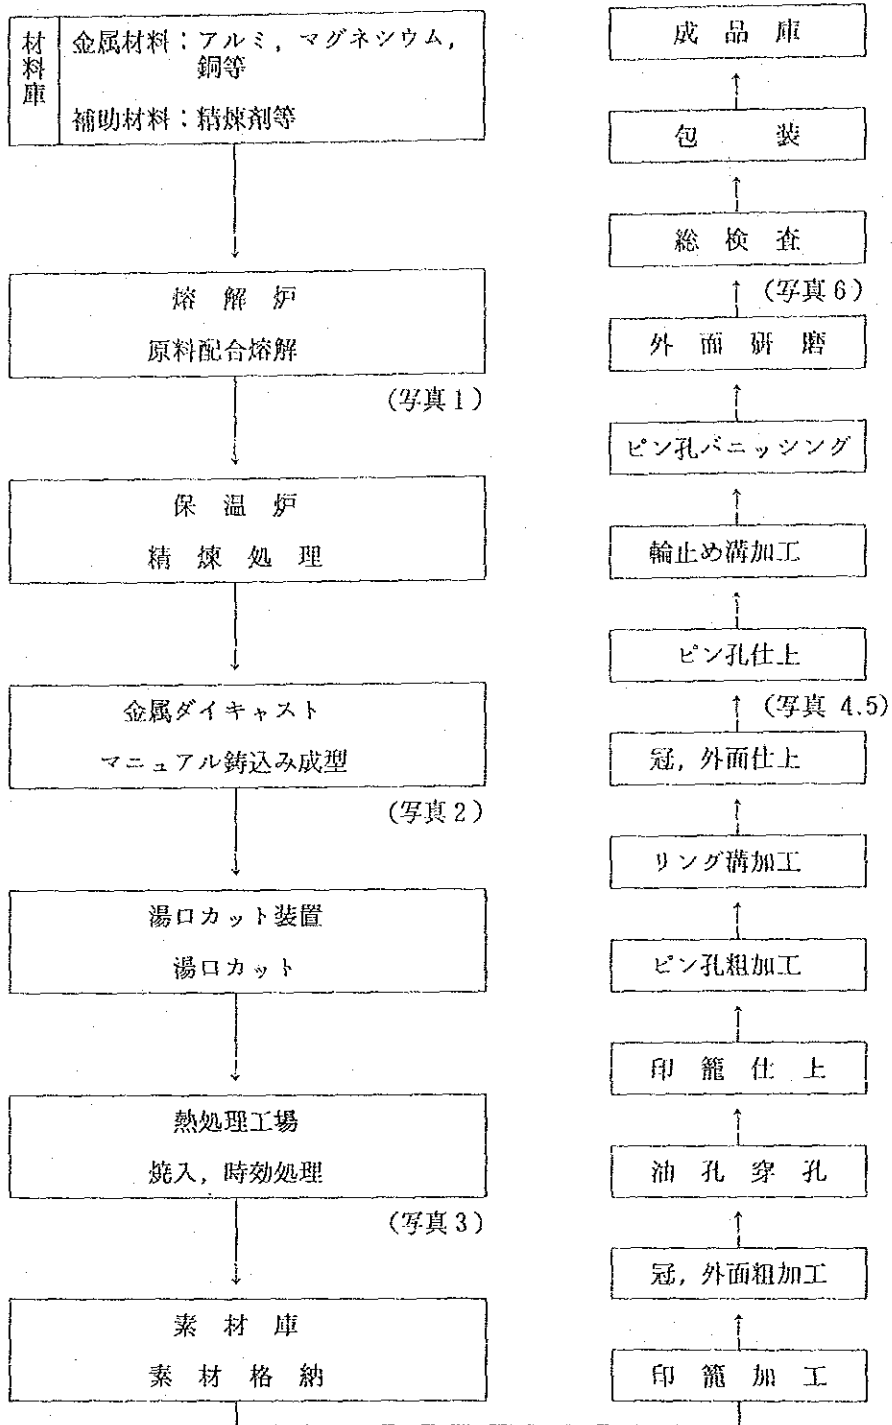 材料庫
金属材料：アルミ，マグネシウム，
銅等
補助材料：精煉剤等
熔解炉
原料配合熔解
（写真1）
保温炉
精煉処理
金属ダイキャスト
マニュアル鋳込み成型
（写真2）
湯口カット装置
湯口カット
熱処理工場
焼入，時効処理
（写真3）
素材庫
素材格納
成品庫
包装
総検査
（写真6）
外面研磨
ピン孔バニッシング
輪止め溝加工
ピン孔仕上
（写真 4.5）
冠，外面仕上
リング溝加工
ピン孔粗加工
印籠仕上
油孔穿孔
冠，外面粗加工
印籠加工